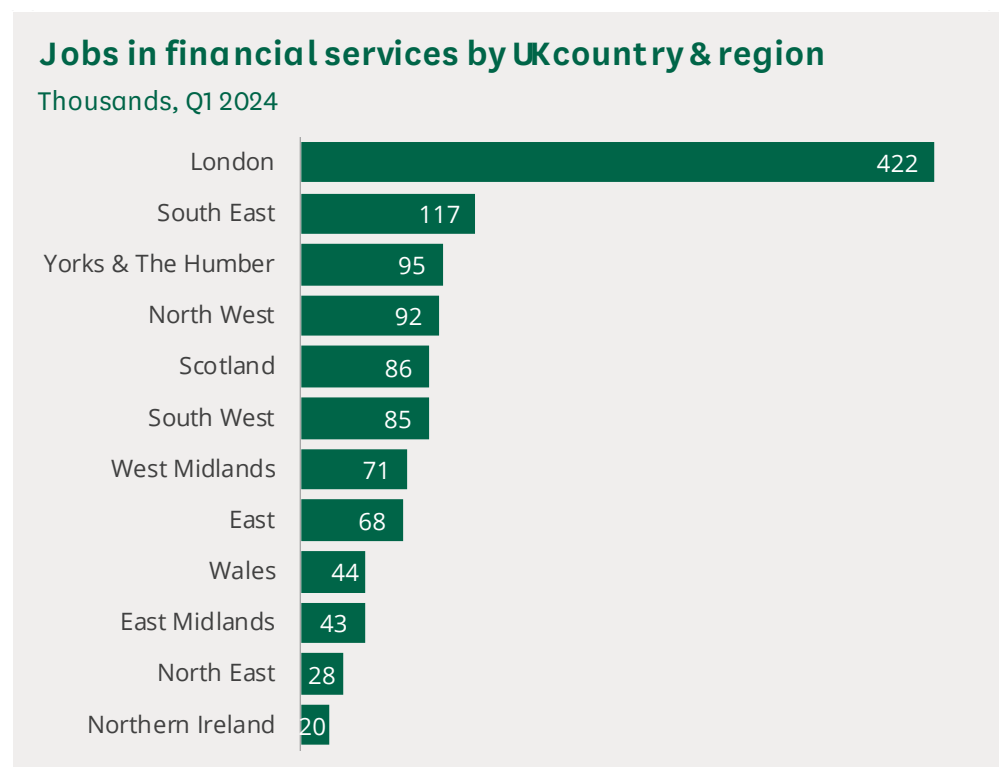 Jobs in financial services by UK country & region
Thousands, Q1 2024
London 422
South East 117
Yorks & The Humber 95
North West 92
Scotland 86
South West 85
West Midlands 71
East 68
Wales 44
East Midlands 43
North East 28
Northern Ireland 20